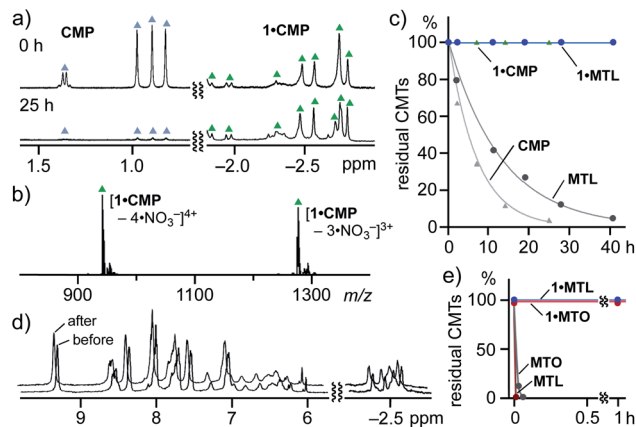 a) CMP 1•CMP
0 h
25 h
1.5 1.0 –2.0 –2.5 ppm
b) [1•CMP
– 4•NO₃⁻]⁴⁺
[1•CMP
– 3•NO₃⁻]³⁺
900 1100 1300 m/z
c) %
residual CMTs
100
80
60
40
20
0
1•CMP 1•MTL
CMP
MTL
0 10 20 30 40 h
d) after
before
9 8 7 6 –2.5 ppm
e) %
residual CMTs
100
50
0
1•MTL
1•MTO
MTO
MTL
0 0.5 1 h